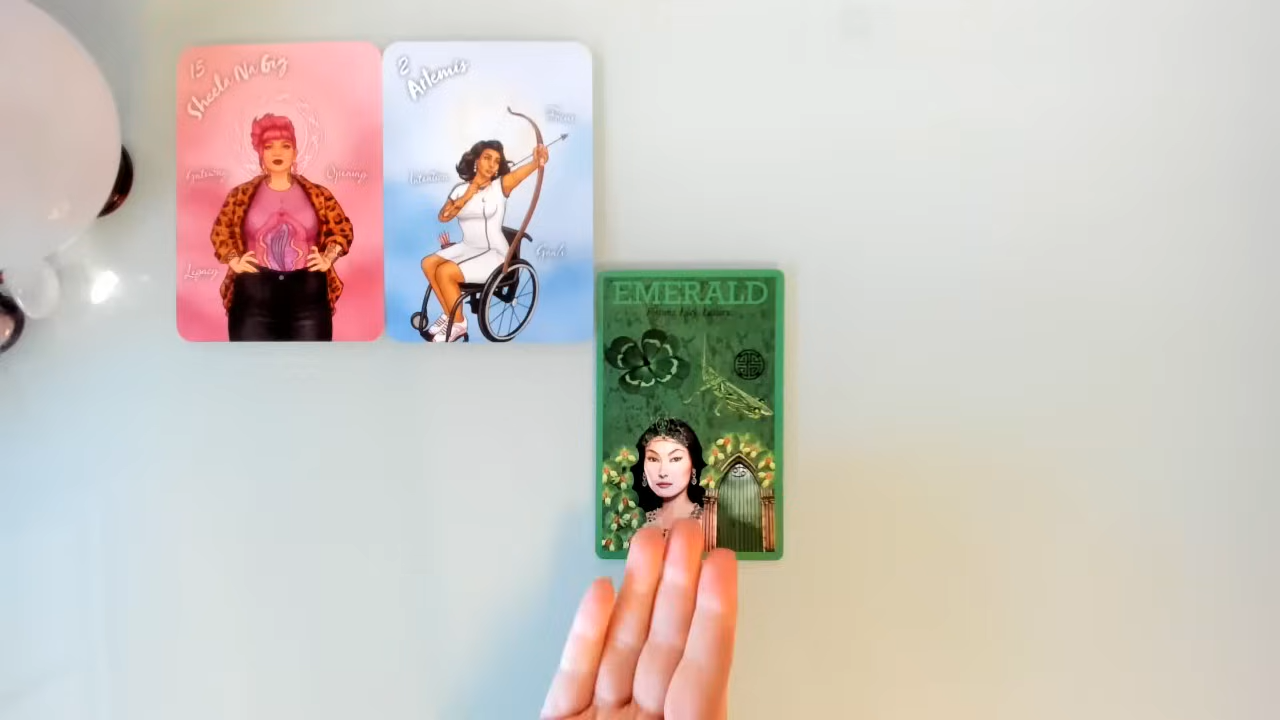 15
Sheela Na Gig
Gateway
Opening
Legacy
2
Artemis
Focus
Intention
Goals
EMERALD